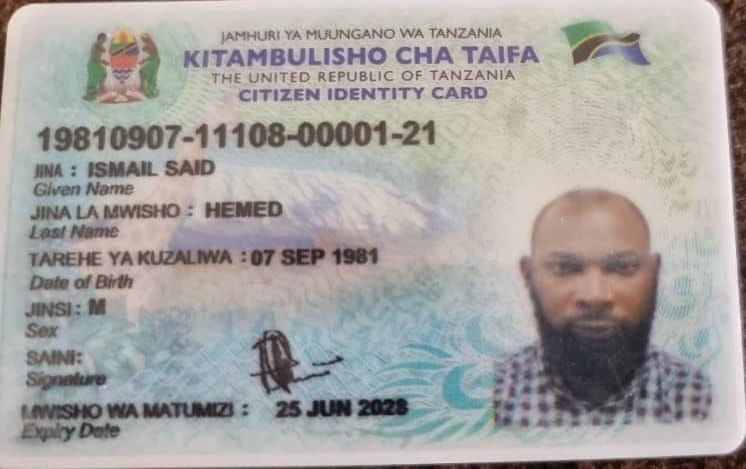 JAMHURI YA MUUNGANO WA TANZANIA
KITAMBULISHO CHA TAIFA
THE UNITED REPUBLIC OF TANZANIA
CITIZEN IDENTITY CARD
19810907-11108-00001-21
JINA : ISMAIL SAID
Given Name
JINA LA MWISHO : HEMED
Last Name
TAREHE YA KUZALIWA : 07 SEP 1981
Date of Birth
JINSI : M
Sex
SAINI:
Signature
MWISHO WA MATUMIZI : 25 JUN 2028
Expiry Date